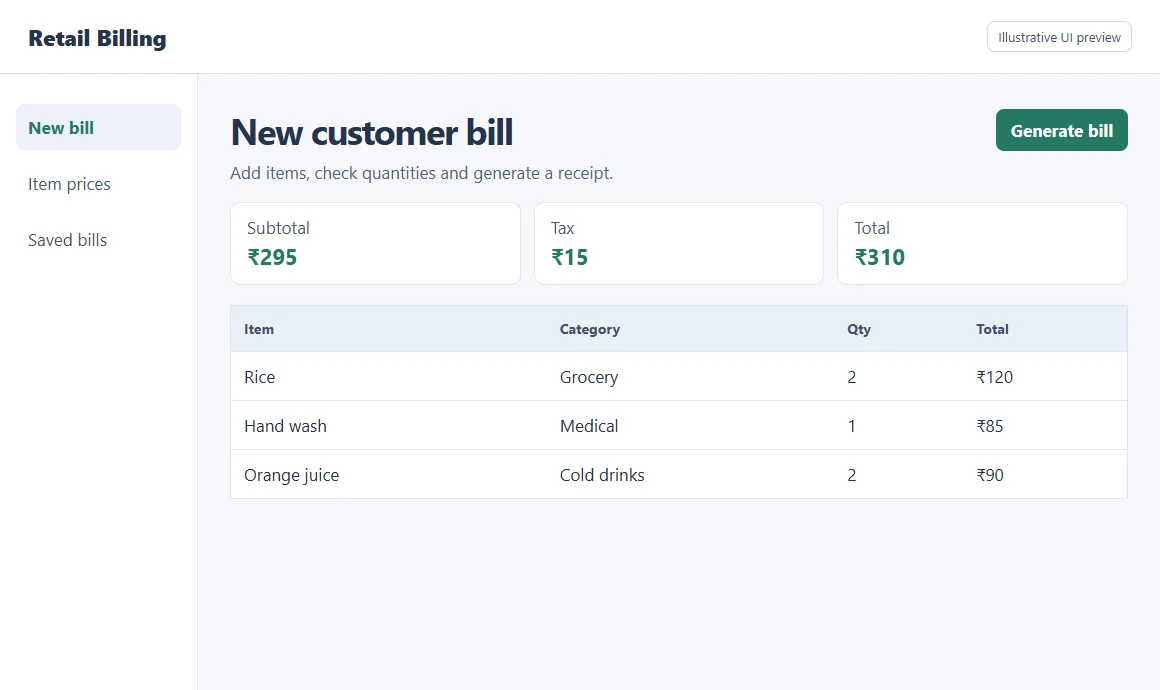 Retail Billing
Illustrative UI preview
New bill
Item prices
Saved bills
New customer bill
Generate bill
Add items, check quantities and generate a receipt.
Subtotal
₹295
Tax
₹15
Total
₹310
Item Category Qty Total
Rice Grocery 2 ₹120
Hand wash Medical 1 ₹85
Orange juice Cold drinks 2 ₹90